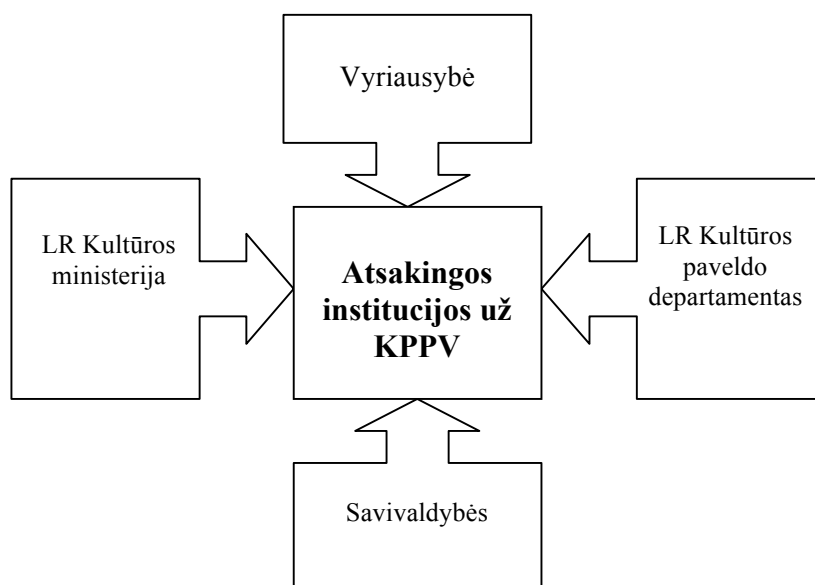 Vyriausybė
LR Kultūros
ministerija
Atsakingos
institucijos už
KPPV
LR Kultūros
paveldo
departamentas
Savivaldybės